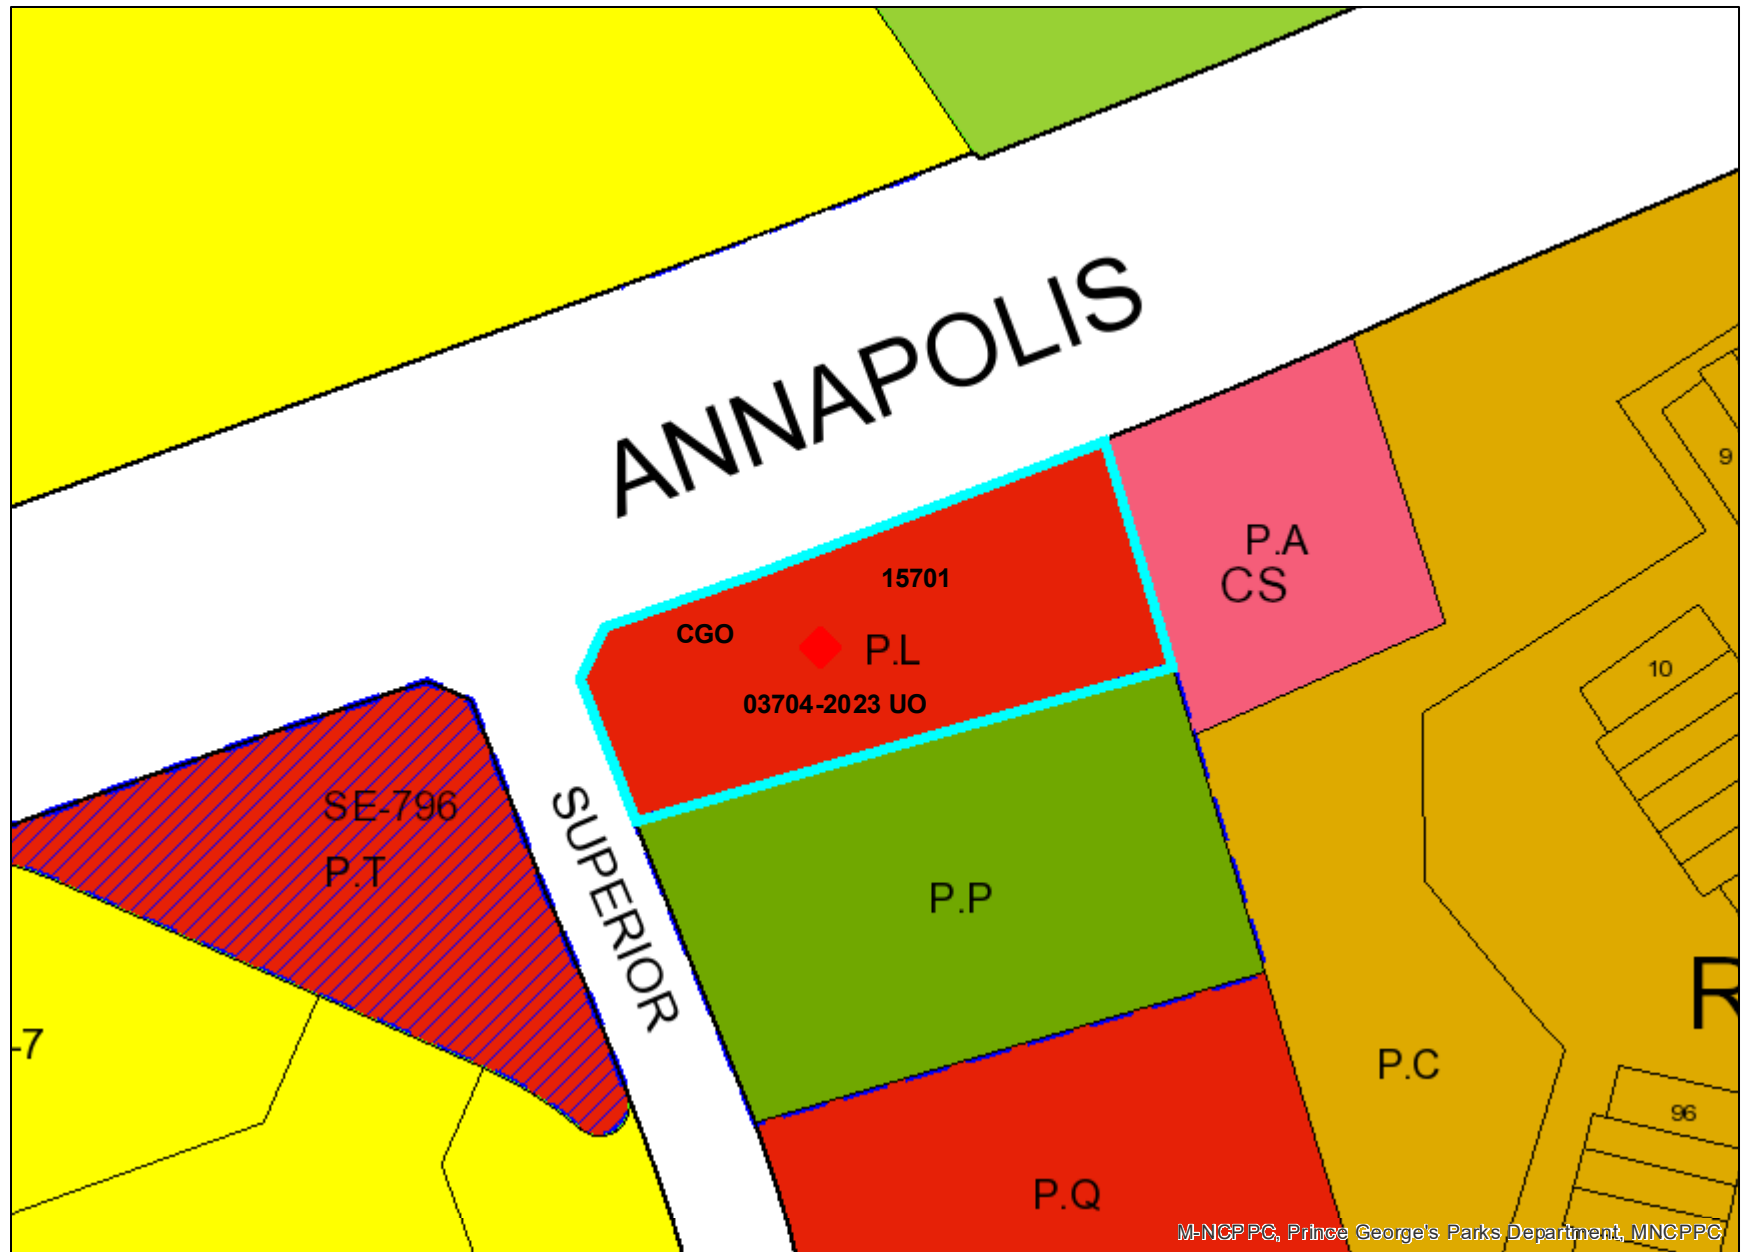 ANNAPOLIS
9
P.A
CS
15701
CGO
P.L
03704-2023 UO
10
SE-796
P.T
SUPERIOR
P.P
-7
R
P.C
96
P.Q
M-NCPPC, Prince George's Parks Department, MNCPPC